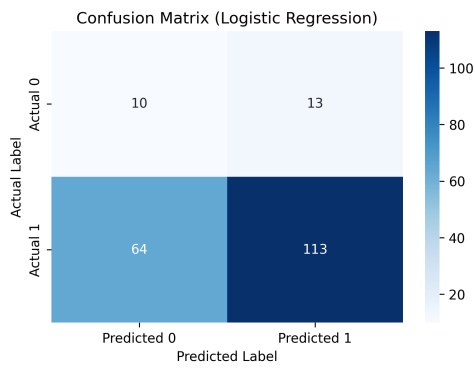 Confusion Matrix (Logistic Regression)
Actual Label
Actual 0
10
13
Actual 1
64
113
Predicted 0
Predicted 1
Predicted Label
100
80
60
40
20